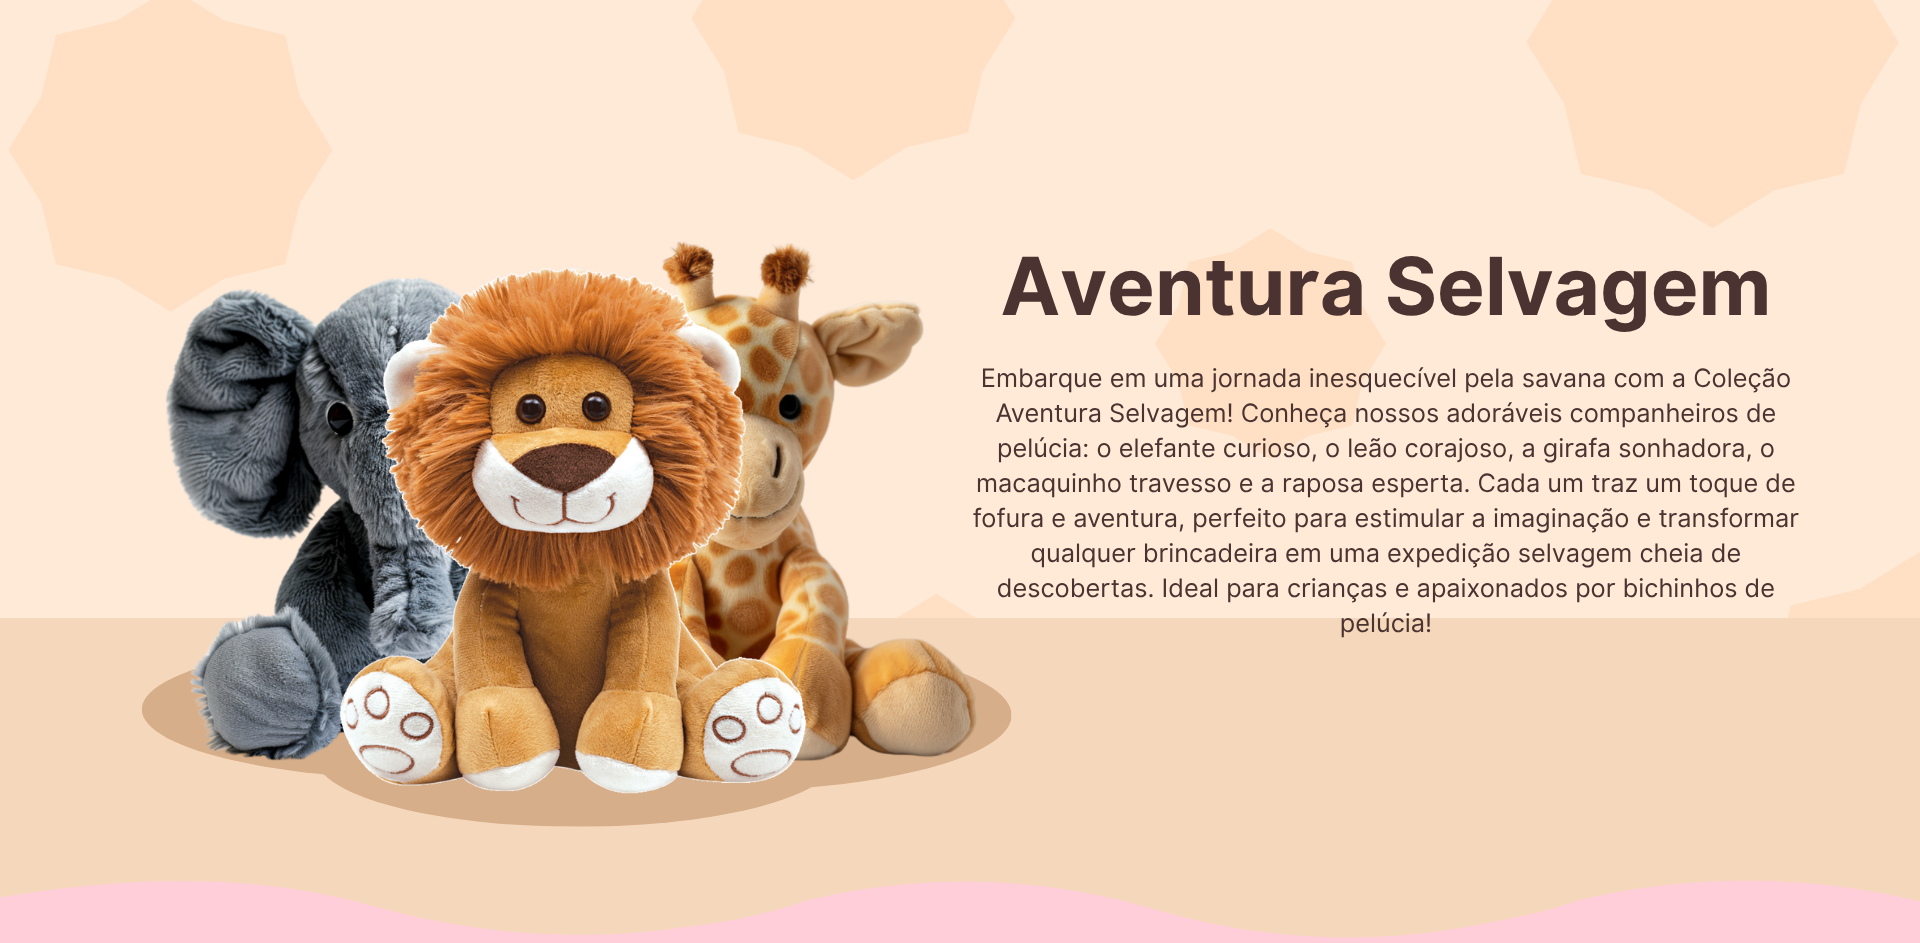 Aventura Selvagem
Embarque em uma jornada inesquecível pela savana com a Coleção
Aventura Selvagem! Conheça nossos adoráveis companheiros de
pelúcia: o elefante curioso, o leão corajoso, a girafa sonhadora, o
macaquinho travesso e a raposa esperta. Cada um traz um toque de
fofura e aventura, perfeito para estimular a imaginação e transformar
qualquer brincadeira em uma expedição selvagem cheia de
descobertas. Ideal para crianças e apaixonados por bichinhos de
pelúcia!